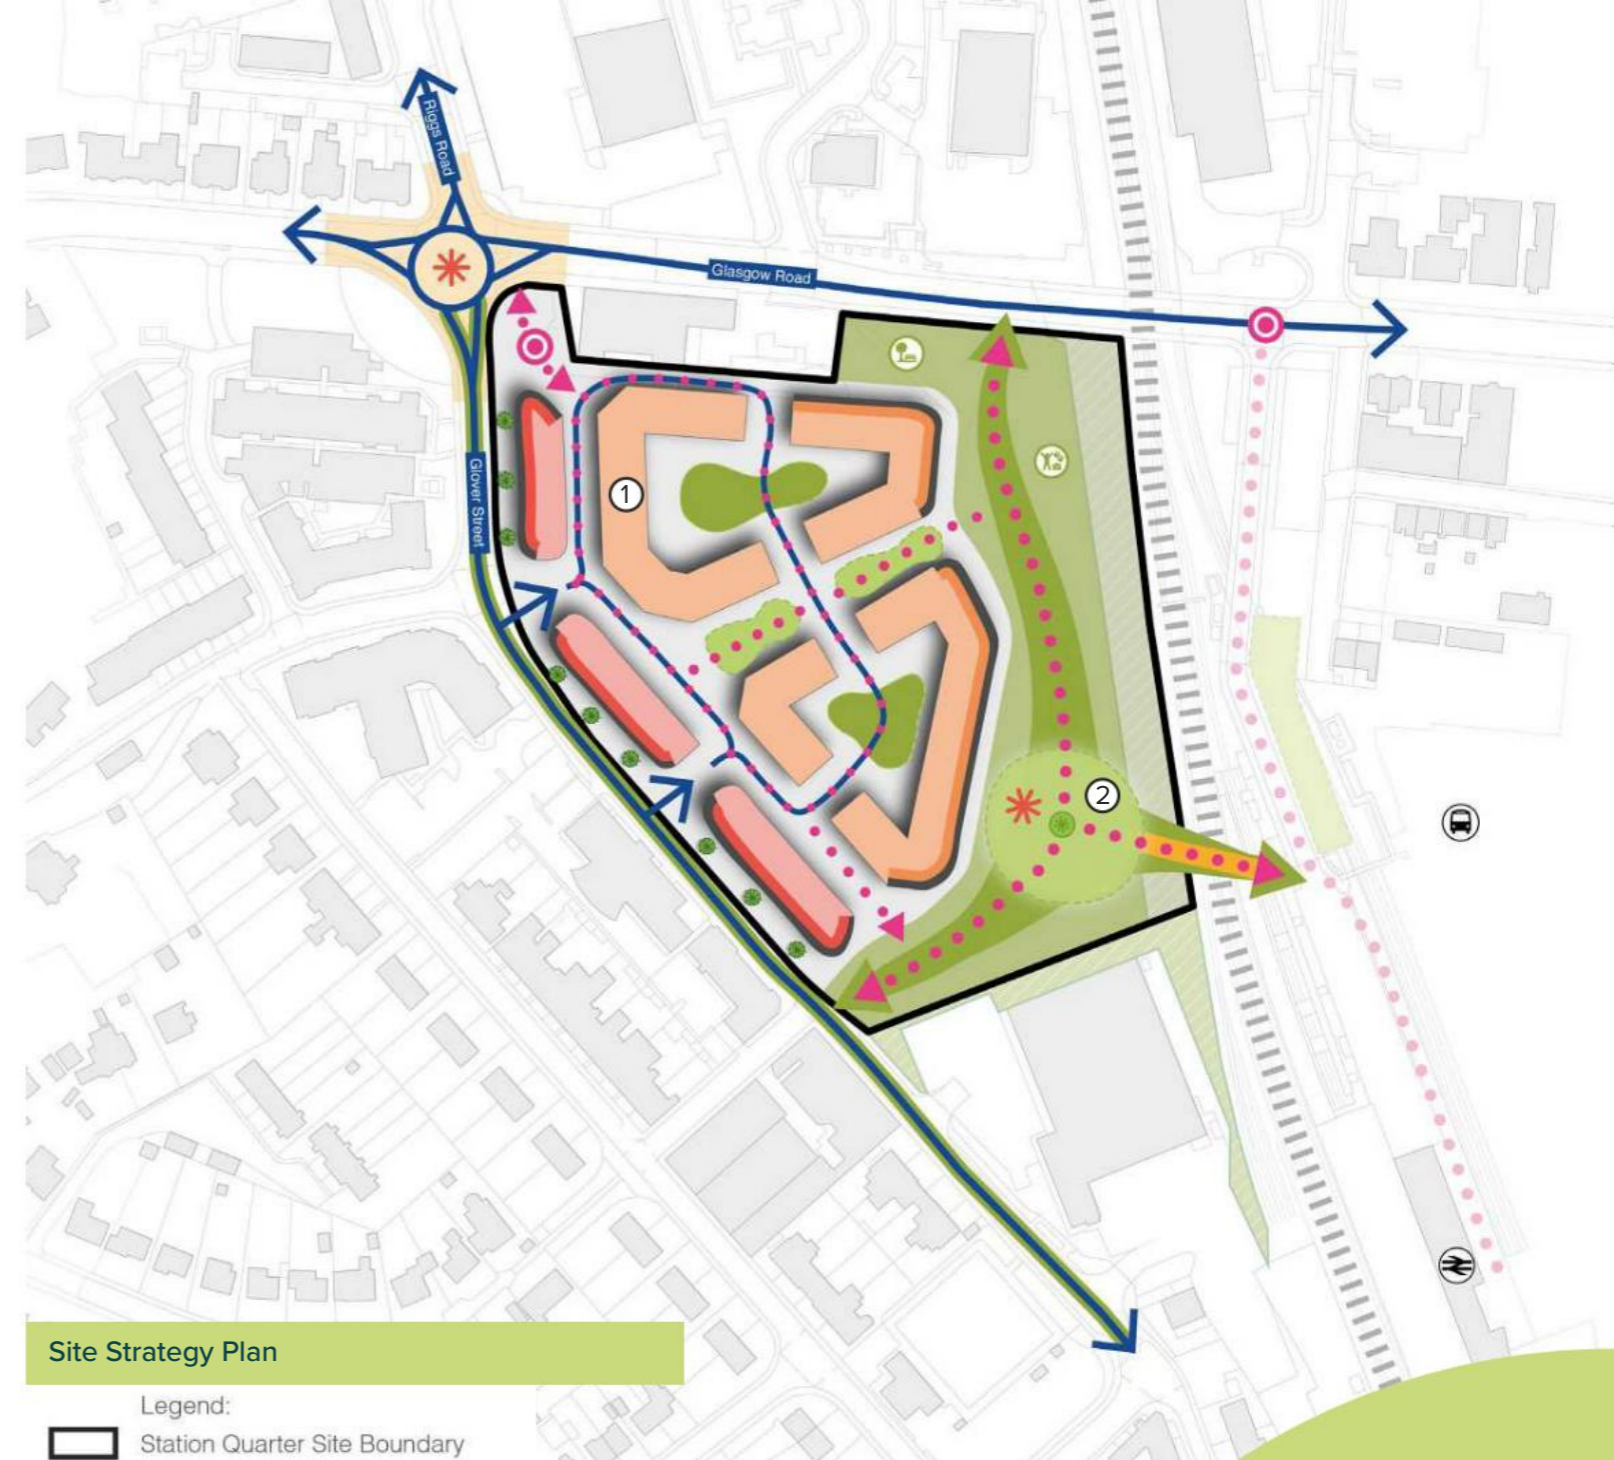 Riggs Road
Glasgow Road
Glover Street
1
2
Site Strategy Plan
Legend:
Station Quarter Site Boundary